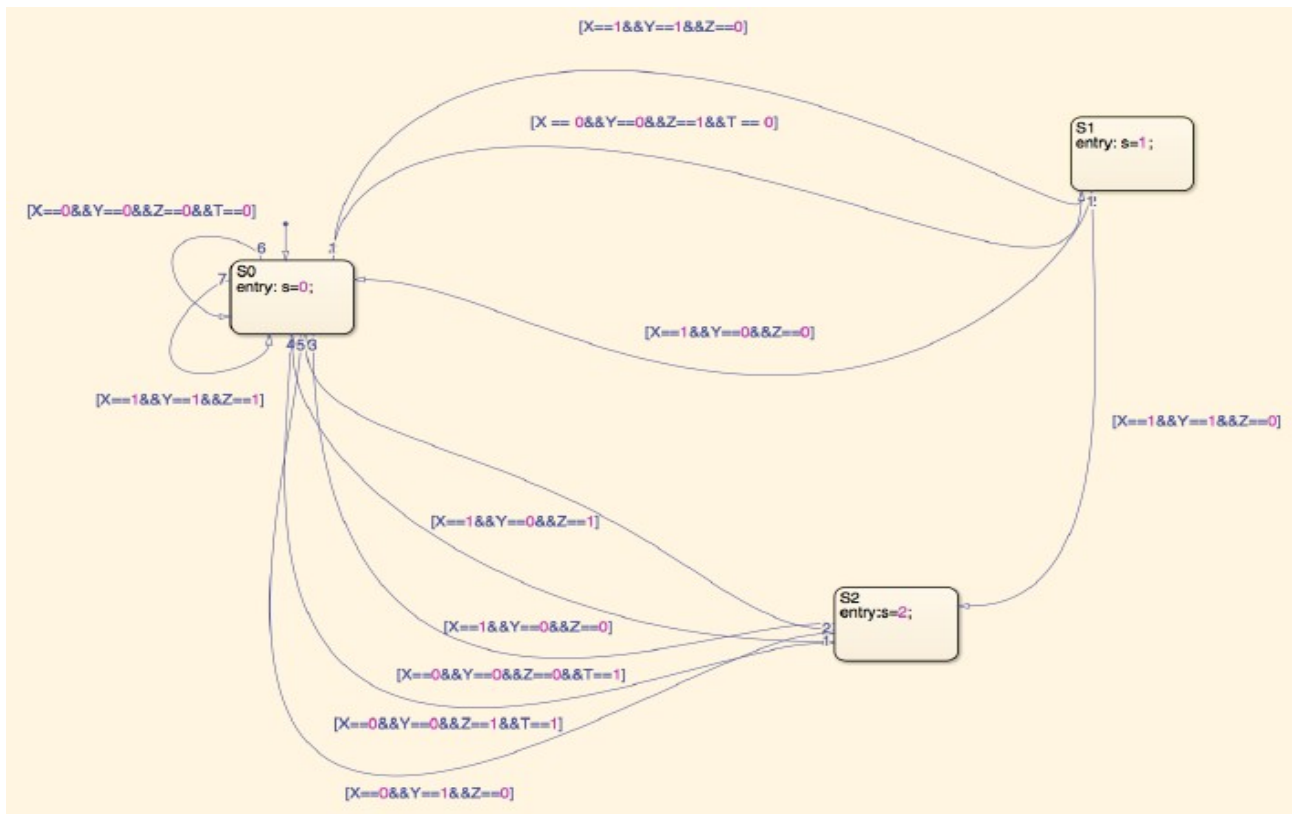 [X==1&&Y==1&&Z==0]
[X == 0&&Y==0&&Z==1&&T == 0]
S1
entry: s=1;
[X==0&&Y==0&&Z==0&&T==0]
6
7
S0
entry: s=0;
[X==1&&Y==0&&Z==0]
4
5
3
[X==1&&Y==1&&Z==1]
[X==1&&Y==1&&Z==0]
[X==1&&Y==0&&Z==1]
S2
entry:s=2;
2
1
[X==1&&Y==0&&Z==0]
[X==0&&Y==0&&Z==0&&T==1]
[X==0&&Y==0&&Z==1&&T==1]
[X==0&&Y==1&&Z==0]